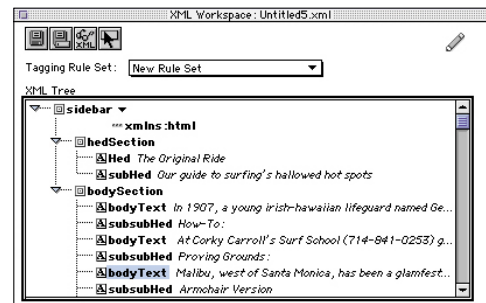 XML Workspace: Untitled5.xml
XML
Tagging Rule Set: New Rule Set
XML Tree
sidebar
xmlns:html
hedSection
A Hed The Original Ride
A subHed Our guide to surfing's hallowed hot spots
bodySection
A bodyText In 1907, a young irish-hawaiian lifeguard named Ge...
A subsubHed How-To:
A bodyText At Corky Carroll's Surf School (714-841-0253) g...
A subsubHed Proving Grounds:
A bodyText Malibu, west of Santa Monica, has been a glamfest...
A subsubHed Armchair Version